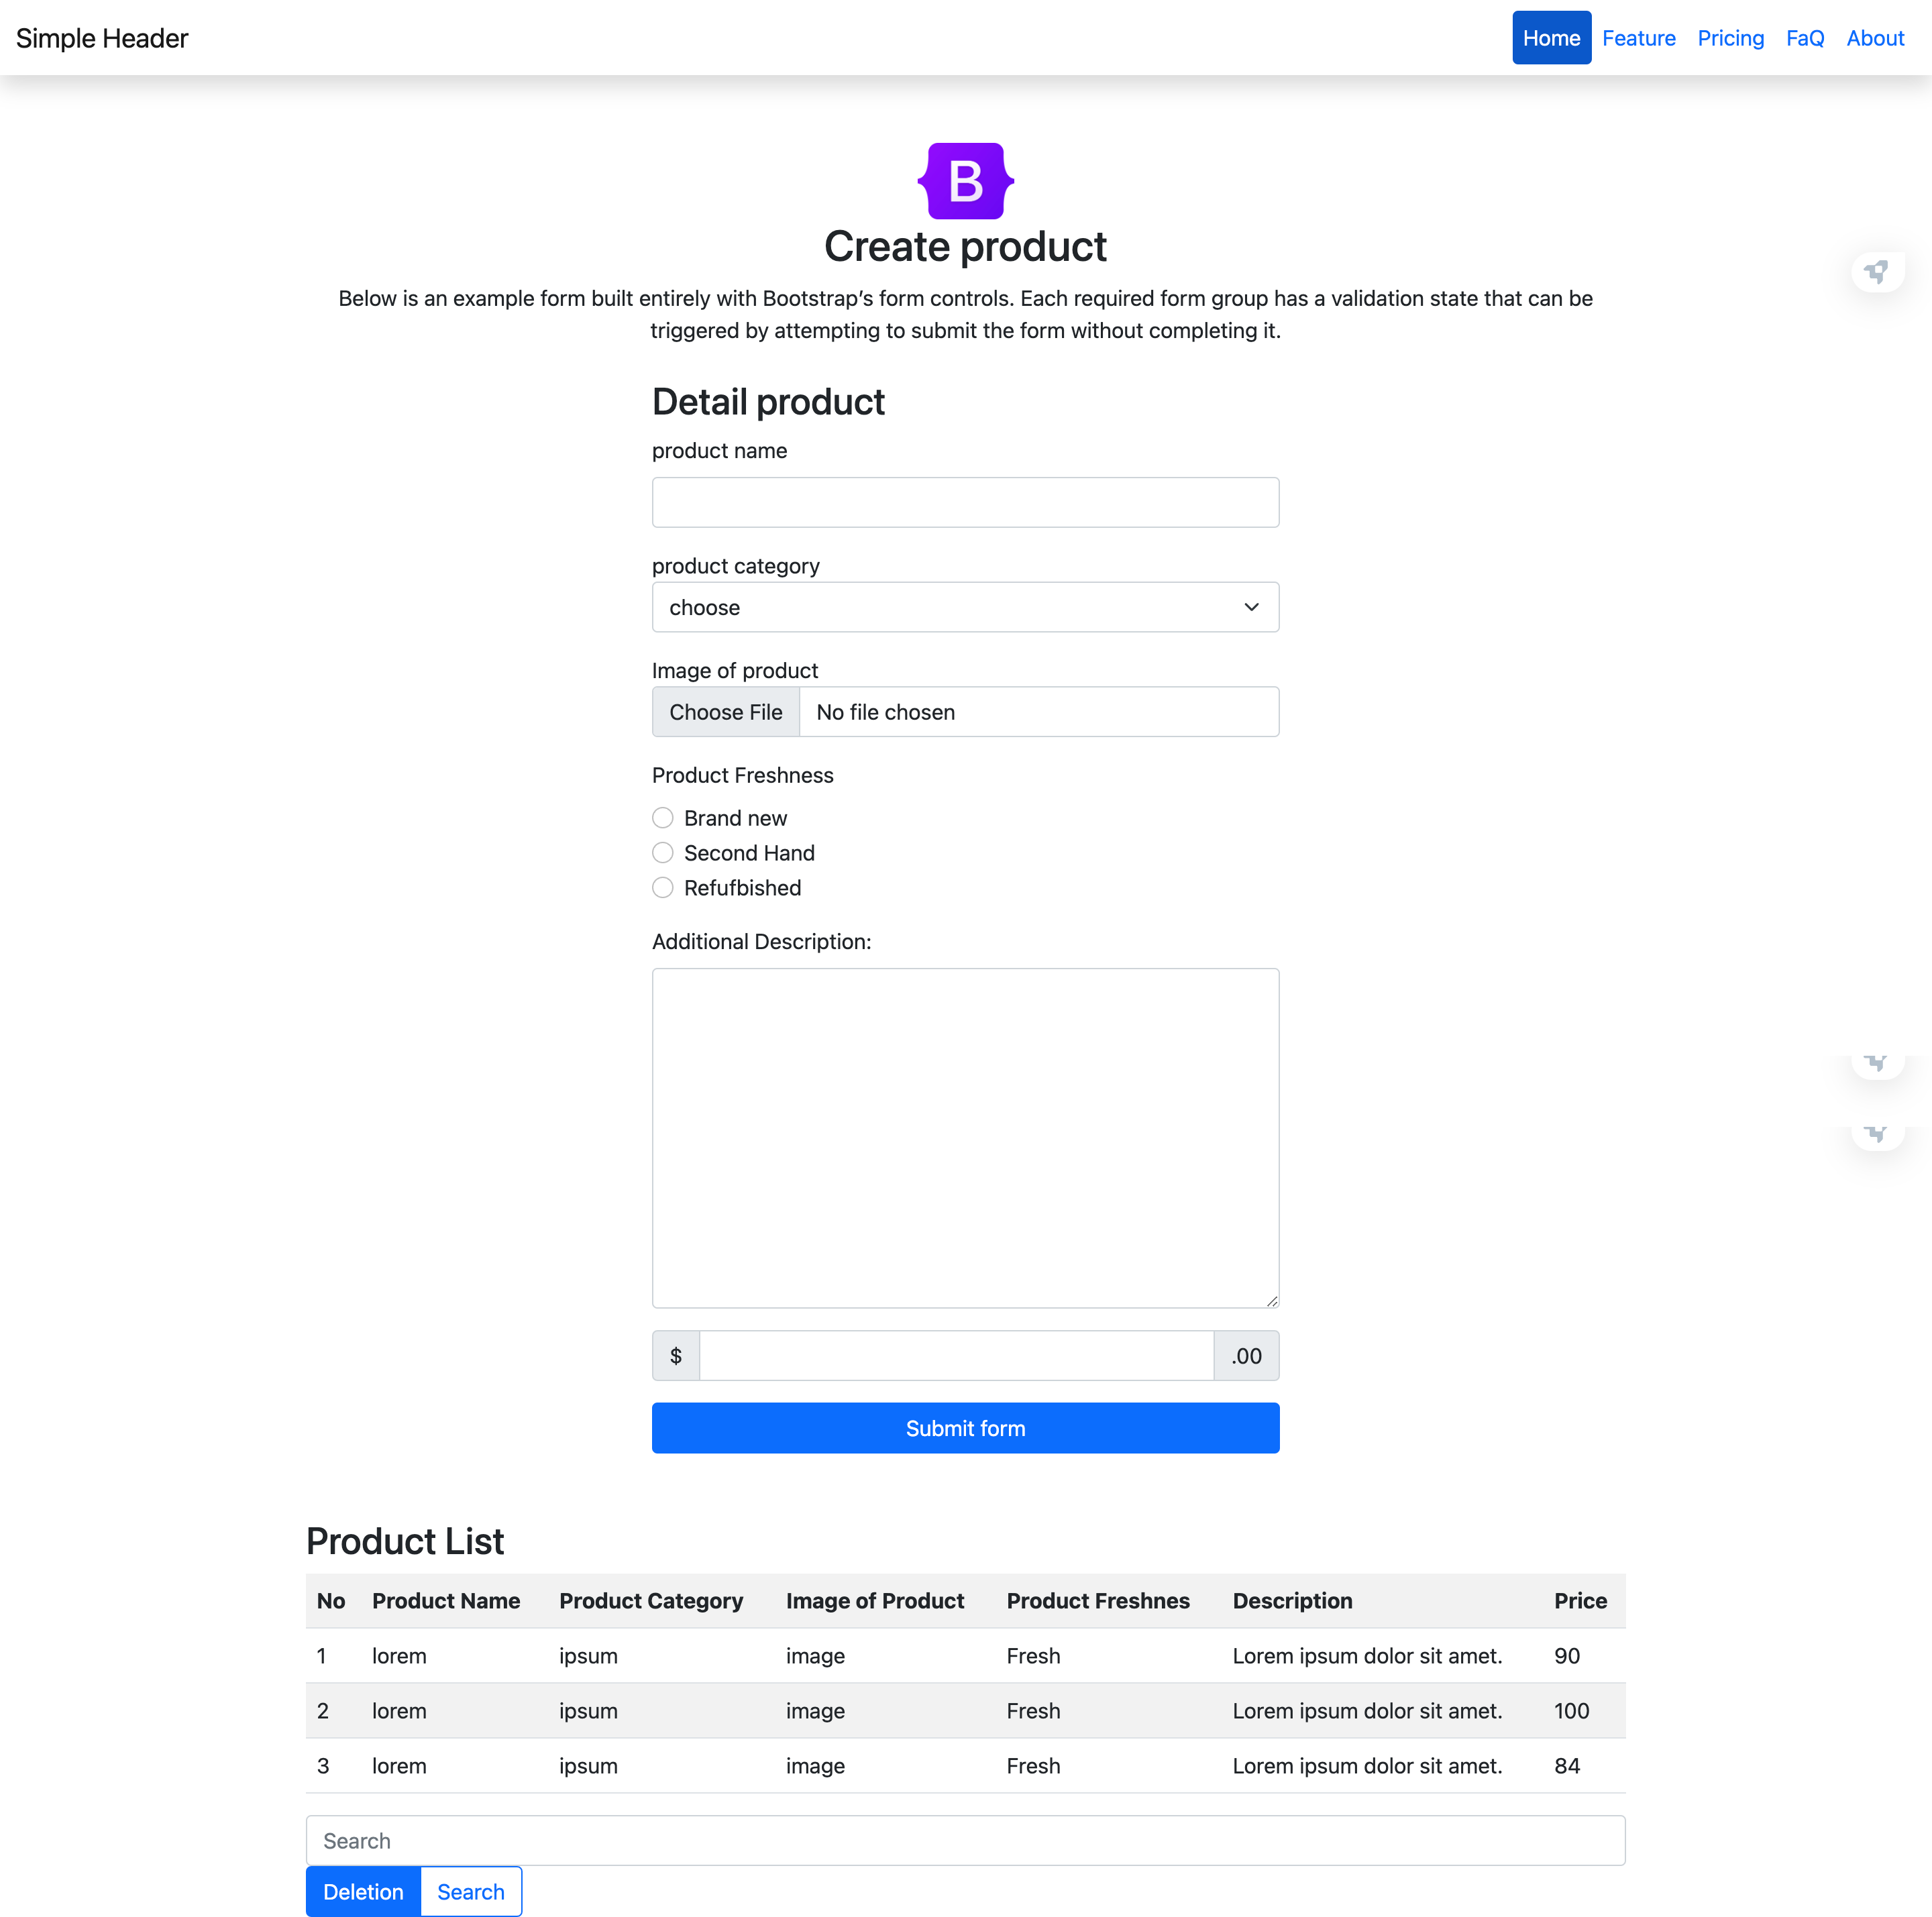 Simple Header
Home Feature Pricing FaQ About
B
Create product
Below is an example form built entirely with Bootstrap’s form controls. Each required form group has a validation state that can be
triggered by attempting to submit the form without completing it.
Detail product
product name
product category
choose
Image of product
Choose File No file chosen
Product Freshness
Brand new
Second Hand
Refufbished
Additional Description:
$ .00
Submit form
Product List
No Product Name Product Category Image of Product Product Freshnes Description Price
1 lorem ipsum image Fresh Lorem ipsum dolor sit amet. 90
2 lorem ipsum image Fresh Lorem ipsum dolor sit amet. 100
3 lorem ipsum image Fresh Lorem ipsum dolor sit amet. 84
Search
Deletion Search